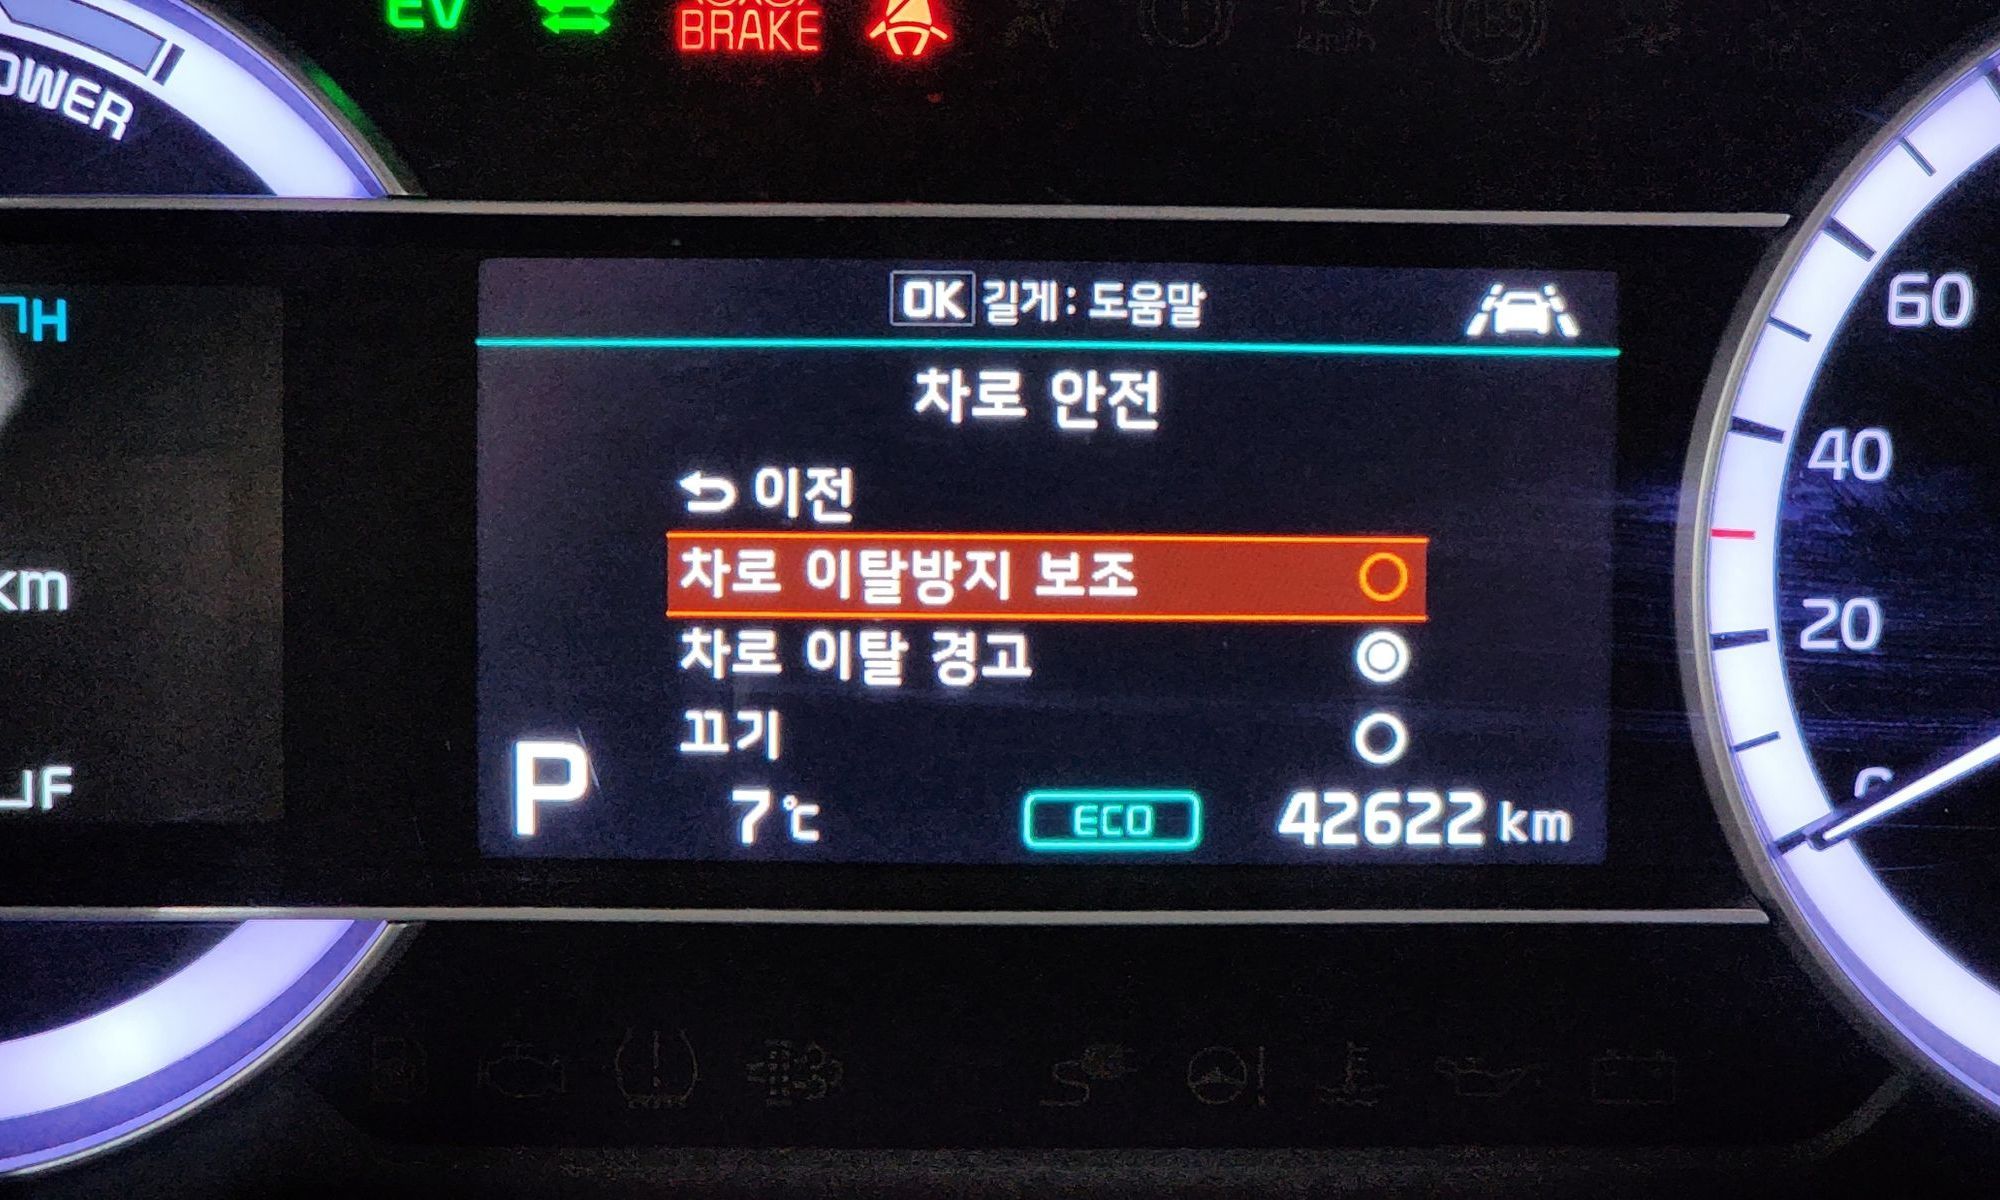 EV
BRAKE
OK 길게: 도움말
차로 안전
이전
차로 이탈방지 보조
차로 이탈 경고
끄기
P
7℃
ECO
42622 km
km
60
40
20